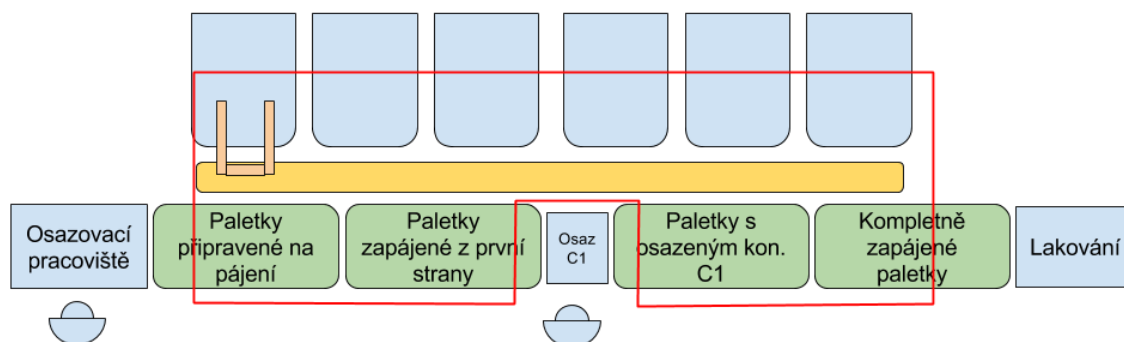 Osazovací
pracoviště
Paletky
připravené na
pájení
Paletky
zapájené z první
strany
Osaz
C1
Paletky s
osazeným kon.
C1
Kompletně
zapájené
paletky
Lakování